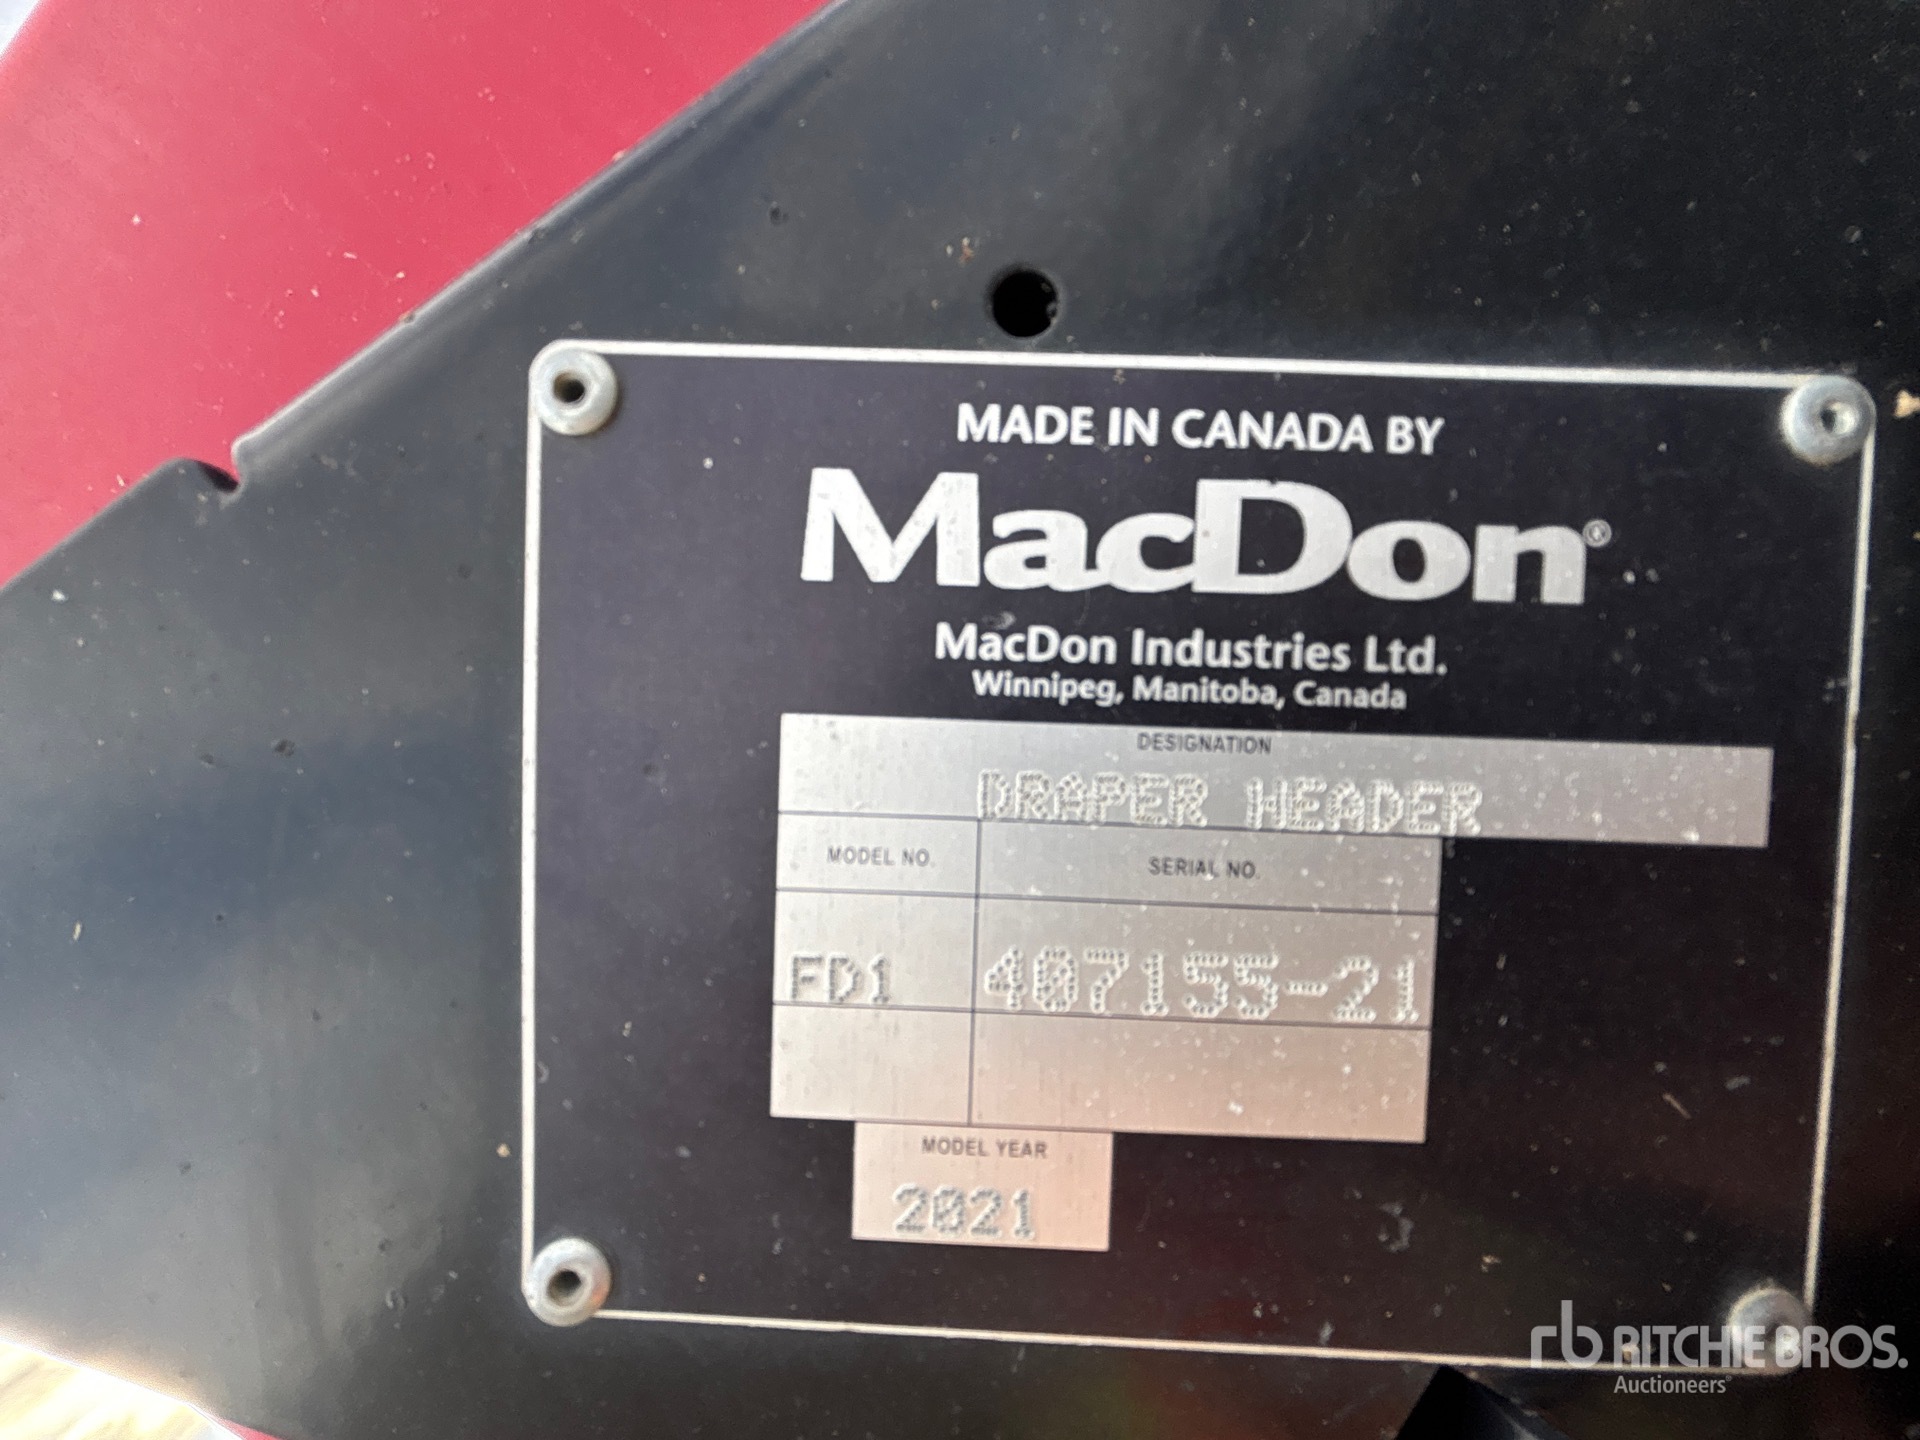 MADE IN CANADA BY
MacDon®
MacDon Industries Ltd.
Winnipeg, Manitoba, Canada
DESIGNATION
DRAPER HEADER
MODEL NO. SERIAL NO.
FD1 407155-21
MODEL YEAR
2021
rb RITCHIE BROS.
Auctioneers